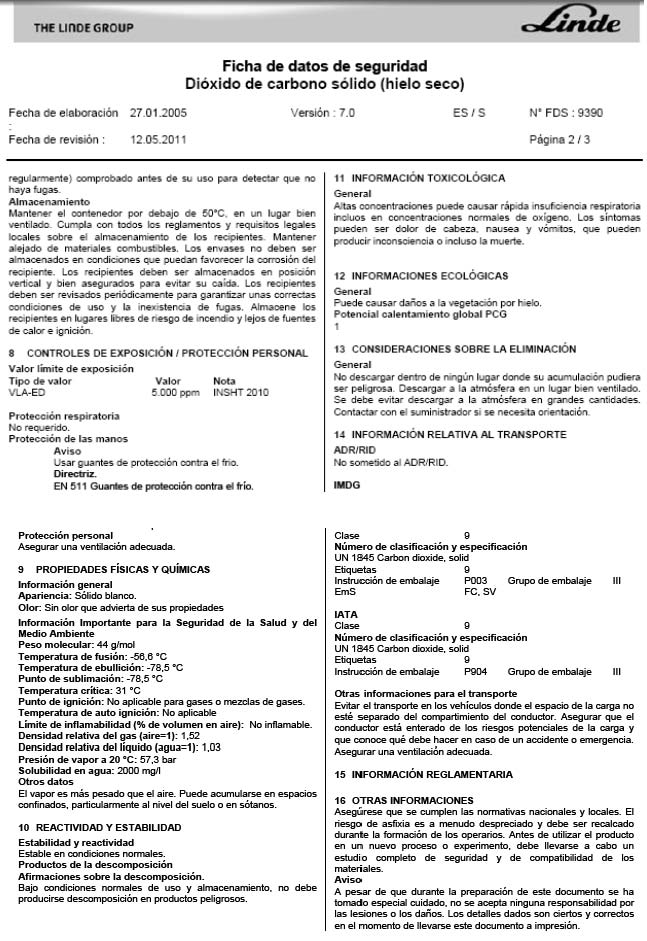 THE LINDE GROUP
Linde
Ficha de datos de seguridad
Dióxido de carbono sólido (hielo seco)
Fecha de elaboración 27.01.2005 Versión : 7.0 ES / S N° FDS : 9390
:
Fecha de revisión : 12.05.2011 Página 2 / 3
regularmente) comprobado antes de su uso para detectar que no
haya fugas.
Almacenamiento
Mantener el contenedor por debajo de 50°C, en un lugar bien
ventilado. Cumpla con todos los reglamentos y requisitos legales
locales sobre el almacenamiento de los recipientes. Mantener
alejado de materiales combustibles. Los envases no deben ser
almacenados en condiciones que puedan favorecer la corrosión del
recipiente. Los recipientes deben ser almacenados en posición
vertical y bien asegurados para evitar su caída. Los recipientes
deben ser revisados periódicamente para garantizar unas correctas
condiciones de uso y la inexistencia de fugas. Almacene los
recipientes en lugares libres de riesgo de incendio y lejos de fuentes
de calor e ignición.
8 CONTROLES DE EXPOSICIÓN / PROTECCIÓN PERSONAL
Valor límite de exposición
Tipo de valor Valor Nota
VLA-ED 5.000 ppm INSHT 2010
Protección respiratoria
No requerido.
Protección de las manos
Aviso
Usar guantes de protección contra el frio.
Directriz.
EN 511 Guantes de protección contra el frío.
11 INFORMACIÓN TOXICOLÓGICA
General
Altas concentraciones puede causar rápida insuficiencia respiratoria
incluos en concentraciones normales de oxígeno. Los síntomas
pueden ser dolor de cabeza, nausea y vómitos, que pueden
producir inconsciencia o incluso la muerte.
12 INFORMACIONES ECOLÓGICAS
General
Puede causar daños a la vegetación por hielo.
Potencial calentamiento global PCG
1
13 CONSIDERACIONES SOBRE LA ELIMINACIÓN
General
No descargar dentro de ningún lugar donde su acumulación pudiera
ser peligrosa. Descargar a la atmósfera en un lugar bien ventilado.
Se debe evitar descargar a la atmósfera en grandes cantidades.
Contactar con el suministrador si se necesita orientación.
14 INFORMACIÓN RELATIVA AL TRANSPORTE
ADR/RID
No sometido al ADR/RID.
IMDG
Protección personal
Asegurar una ventilación adecuada.
9 PROPIEDADES FÍSICAS Y QUÍMICAS
Información general
Apariencia: Sólido blanco.
Olor: Sin olor que advierta de sus propiedades
Información Importante para la Seguridad de la Salud y del
Medio Ambiente
Peso molecular: 44 g/mol
Temperatura de fusión: -56,6 °C
Temperatura de ebullición: -78,5 °C
Punto de sublimación: -78,5 °C
Temperatura crítica: 31 °C
Punto de ignición: No aplicable para gases o mezclas de gases.
Temperatura de auto ignición: No aplicable
Límite de inflamabilidad (% de volumen en aire): No inflamable.
Densidad relativa del gas (aire=1): 1,52
Densidad relativa del líquido (agua=1): 1,03
Presión de vapor a 20 °C: 57,3 bar
Solubilidad en agua: 2000 mg/l
Otros datos
El vapor es más pesado que el aire. Puede acumularse en espacios
confinados, particularmente al nivel del suelo o en sótanos.
10 REACTIVIDAD Y ESTABILIDAD
Estabilidad y reactividad
Estable en condiciones normales.
Productos de la descomposición
Afirmaciones sobre la descomposición.
Bajo condiciones normales de uso y almacenamiento, no debe
producirse descomposición en productos peligrosos.
Clase 9
Número de clasificación y especificación
UN 1845 Carbon dioxide, solid
Etiquetas 9
Instrucción de embalaje P003 Grupo de embalaje III
EmS FC, SV
IATA
Clase 9
Número de clasificación y especificación
UN 1845 Carbon dioxide, solid
Etiquetas 9
Instrucción de embalaje P904 Grupo de embalaje III
Otras informaciones para el transporte
Evitar el transporte en los vehículos donde el espacio de la carga no
esté separado del compartimiento del conductor. Asegurar que el
conductor está enterado de los riesgos potenciales de la carga y
que conoce qué debe hacer en caso de un accidente o emergencia.
Asegurar una ventilación adecuada.
15 INFORMACIÓN REGLAMENTARIA
16 OTRAS INFORMACIONES
Asegúrese que se cumplen las normativas nacionales y locales. El
riesgo de asfixia es a menudo despreciado y debe ser recalcado
durante la formación de los operarios. Antes de utilizar el producto
en un nuevo proceso o experimento, debe llevarse a cabo un
estudio completo de seguridad y de compatibilidad de los
materiales.
Aviso
A pesar de que durante la preparación de este documento se ha
tomado especial cuidado, no se acepta ninguna responsabilidad por
las lesiones o los daños. Los detalles dados son ciertos y correctos
en el momento de llevarse este documento a impresión.